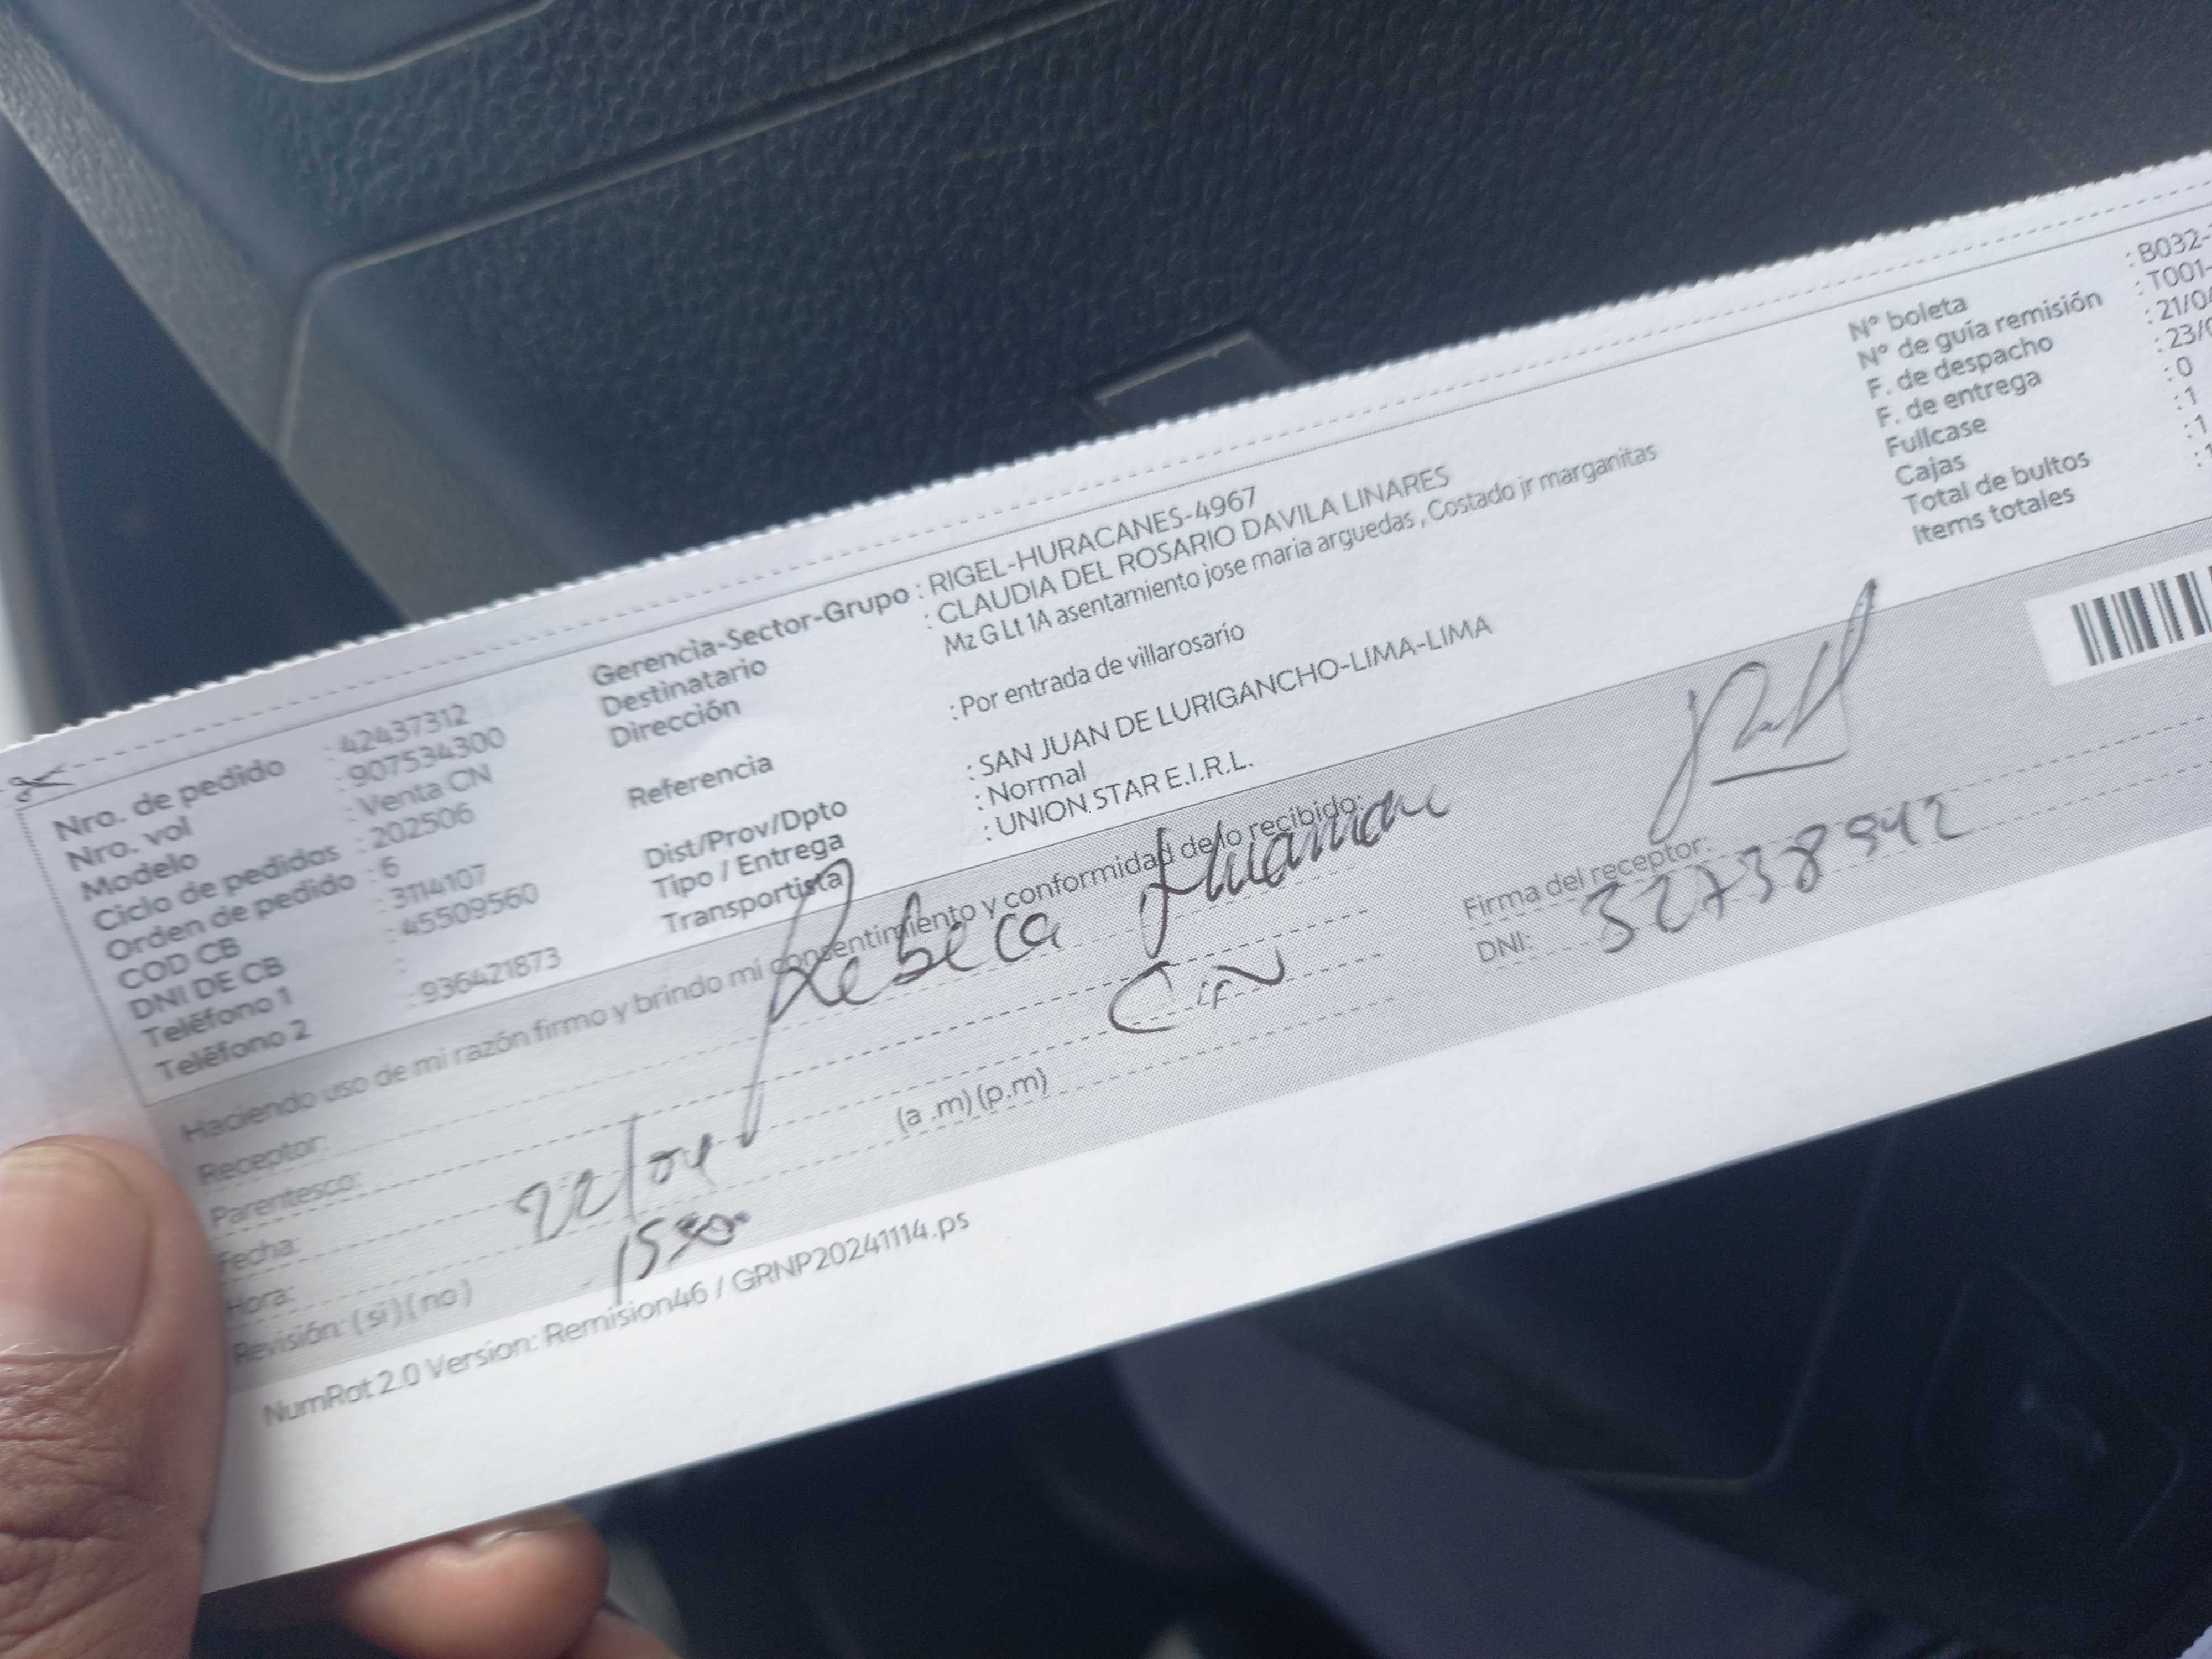 Nro. de pedido : 42437312
Nro. vol : 907534300
Modelo : Venta CN
Ciclo de pedidos : 202506
Orden de pedido : 6
COD CB : 3114107
DNI DE CB : 45509560
Teléfono 1 :
Teléfono 2 : 936421873
Gerencia-Sector-Grupo : RIGEL-HURACANES-4967
Destinatario : CLAUDIA DEL ROSARIO DAVILA LINARES
Dirección Mz G Lt 1A asentamiento jose maria arguedas , Costado jr marganitas
Referencia : Por entrada de villarosario
Dist/Prov/Dpto : SAN JUAN DE LURIGANCHO-LIMA-LIMA
Tipo / Entrega : Normal
Transportista : UNION STAR E.I.R.L.
N° boleta : B032-
N° de guía remisión : T001-
F. de despacho : 21/0
F. de entrega : 23/0
Fullcase : 0
Cajas : 1
Total de bultos : 1
Items totales : 1
Haciendo uso de mi razón firmo y brindo mi consentimiento y conformidad de lo recibido:
Receptor: Rebeca
Parentesco: CN
Fecha: 22/04
Hora: (a .m) (p.m)
Revisión: ( si ) ( no )
Firma del receptor:
DNI:
NumRot 2.0 Version: Remision46 / GRNP20241114.ps